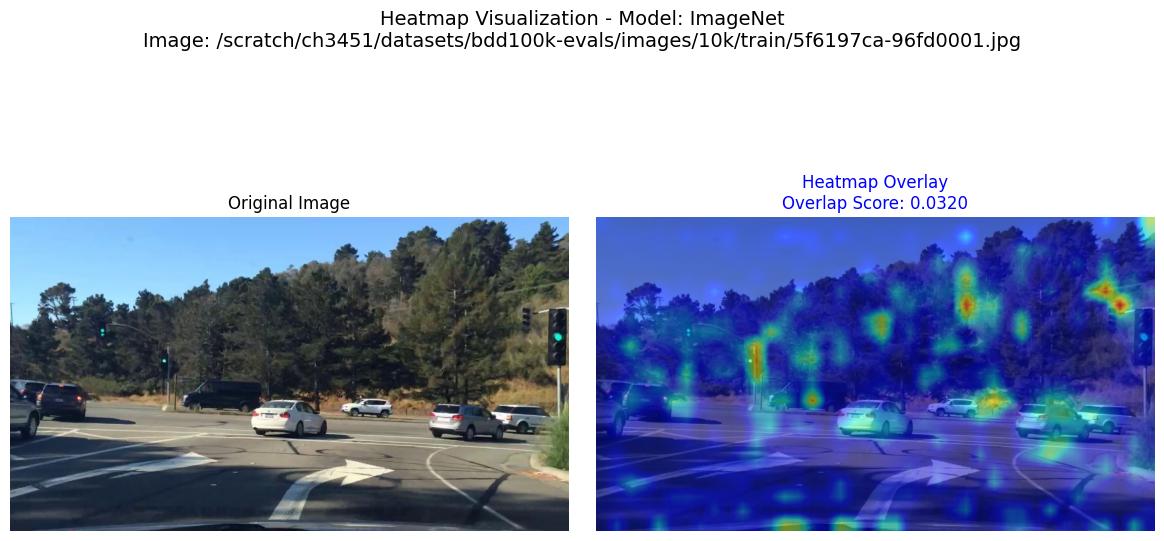 Heatmap Visualization - Model: ImageNet
Image: /scratch/ch3451/datasets/bdd100k-evals/images/10k/train/5f6197ca-96fd0001.jpg
Original Image
Heatmap Overlay
Overlap Score: 0.0320